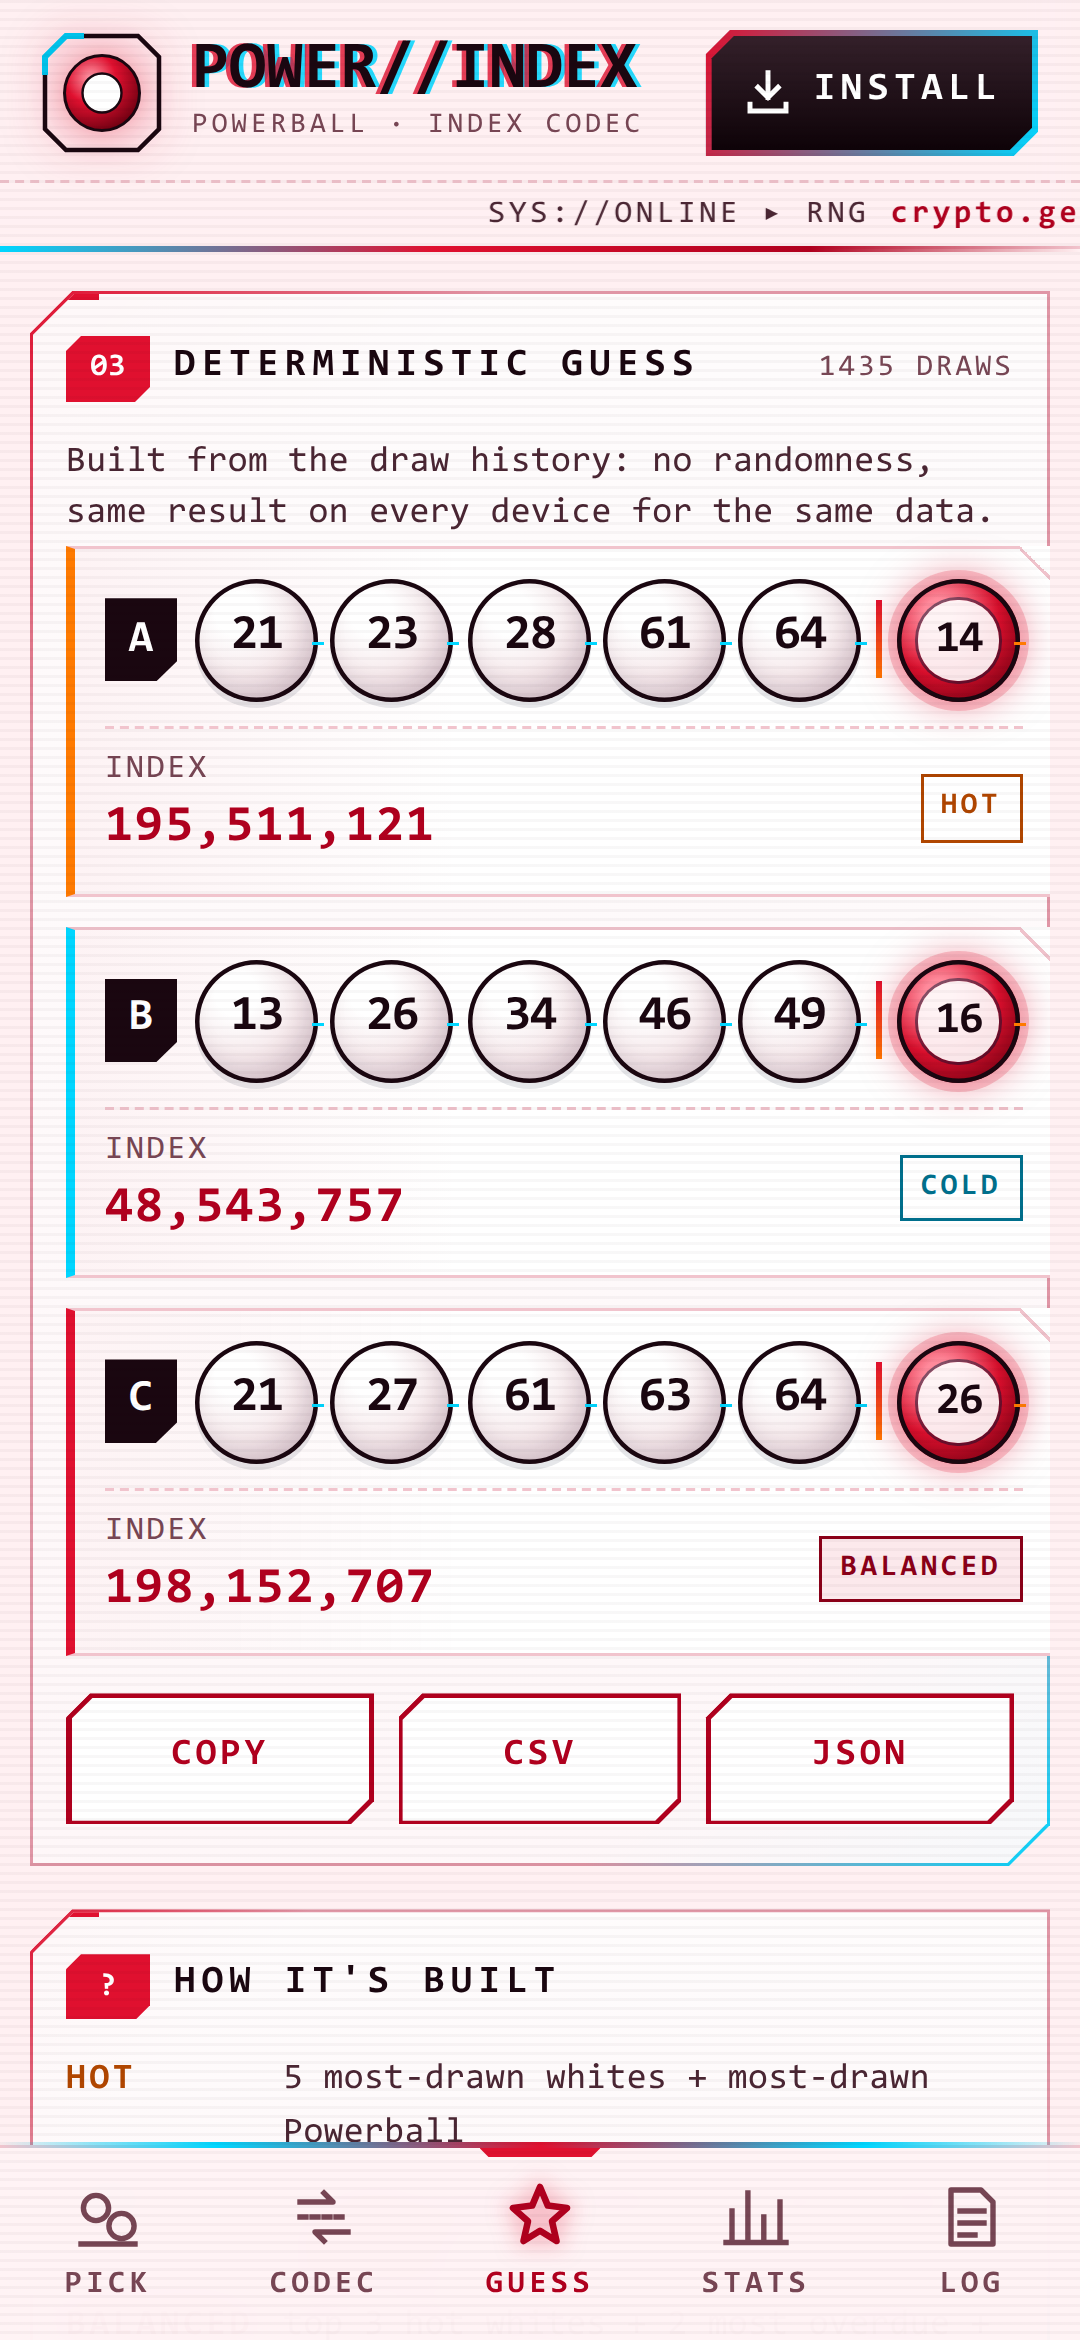 POWER//INDEX
POWERBALL · INDEX CODEC
INSTALL
SYS://ONLINE ▸ RNG crypto.ge
03 DETERMINISTIC GUESS 1435 DRAWS
Built from the draw history: no randomness,
same result on every device for the same data.
A 21 23 28 61 64 14
INDEX
195,511,121
HOT
B 13 26 34 46 49 16
INDEX
48,543,757
COLD
C 21 27 61 63 64 26
INDEX
198,152,707
BALANCED
COPY CSV JSON
? HOW IT'S BUILT
HOT 5 most-drawn whites + most-drawn
Powerball
PICK CODEC GUESS STATS LOG